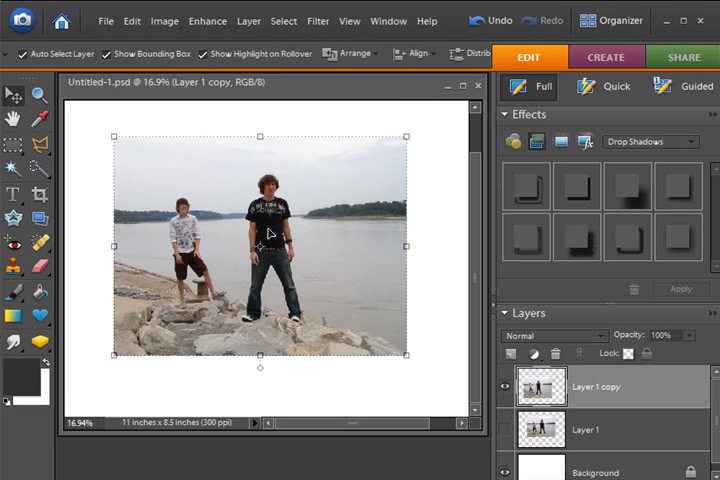 File Edit Image Enhance Layer Select Filter View Window Help Undo Redo Organizer
Auto Select Layer Show Bounding Box Show Highlight on Rollover Arrange Align Distrib
EDIT CREATE SHARE
Untitled-1.psd @ 16.9% (Layer 1 copy, RGB/8)
Full Quick Guided
Effects
Drop Shadows
Apply
Layers
Normal Opacity: 100%
Lock:
Layer 1 copy
Layer 1
16.94% 11 inches x 8.5 inches (300 ppi)
Background